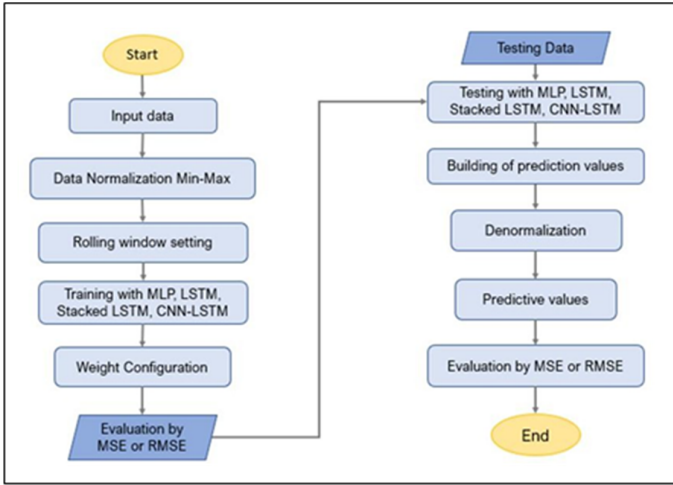 Start
Input data
Data Normalization Min-Max
Rolling window setting
Training with MLP, LSTM,
Stacked LSTM, CNN-LSTM
Weight Configuration
Evaluation by
MSE or RMSE
Testing Data
Testing with MLP, LSTM,
Stacked LSTM, CNN-LSTM
Building of prediction values
Denormalization
Predictive values
Evaluation by MSE or RMSE
End